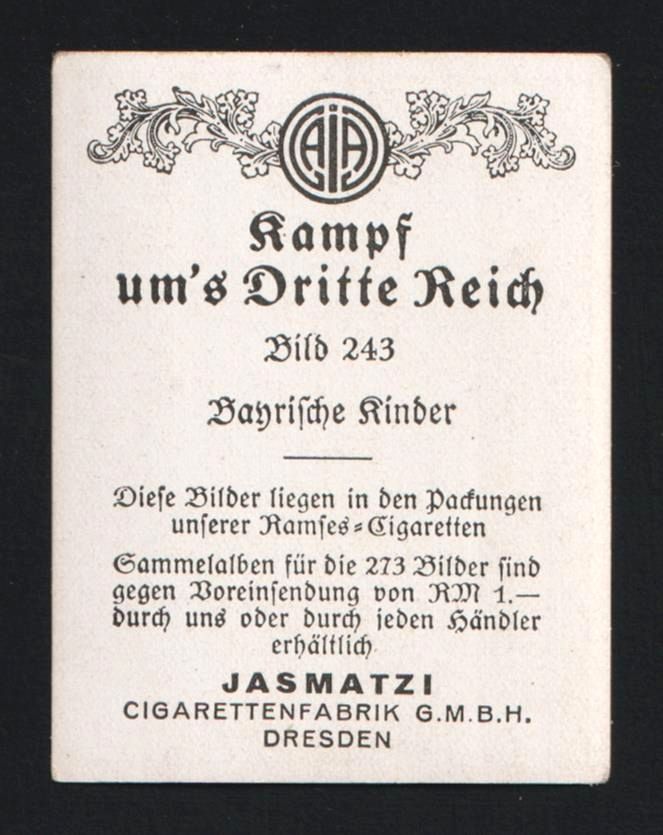 AIA
Kampf
um's Dritte Reich
Bild 243
Bayrische Kinder
Diese Bilder liegen in den Packungen
unserer Ramses-Cigaretten
Sammelalben für die 273 Bilder sind
gegen Voreinsendung von RM 1.—
durch uns oder durch jeden Händler
erhältlich
JASMATZI
CIGARETTENFABRIK G.M.B.H.
DRESDEN